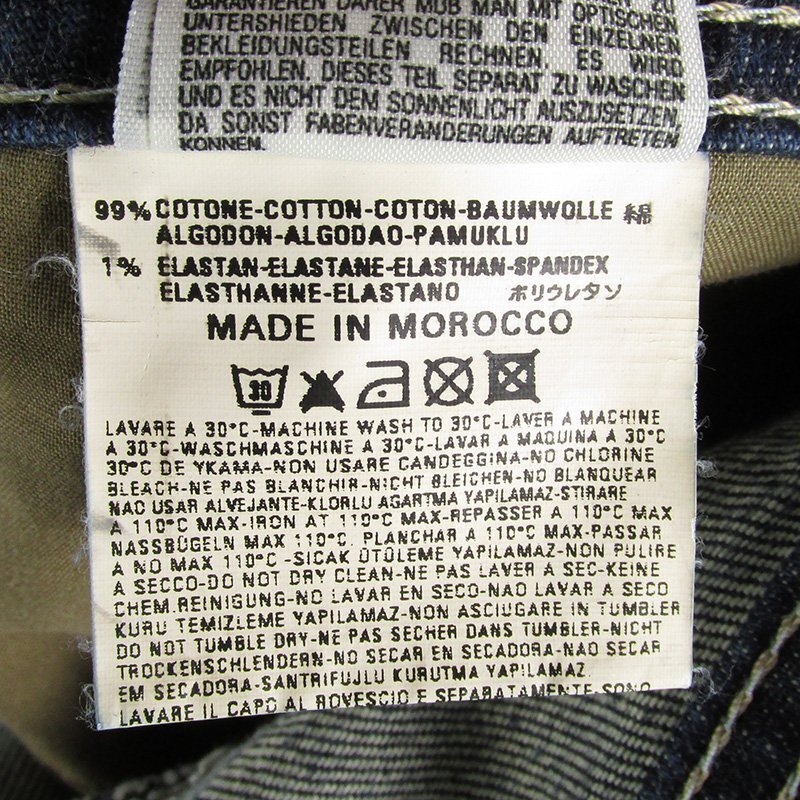 GARANTIEREN DAHER MUß MAN MIT OPTISCHEN
UNTERSHIEDEN ZWISCHEN DEN EINZELNEN
BEKLEIDUNGSTEILEN RECHNEN. ES WIRD
EMPFOHLEN, DIESES TEIL SEPARAT ZU WASCHEN
UND ES NICHT DEM SONNENLICHT AUSZUSETZEN,
DA SONST FABENVERÄNDERUNGEN AUFTRETEN
KÖNNEN.
99% COTONE-COTTON-COTON-BAUMWOLLE 綿
ALGODON-ALGODAO-PAMUKLU
1% ELASTAN-ELASTANE-ELASTHAN-SPANDEX
ELASTHANNE-ELASTANO ポリウレタン
MADE IN MOROCCO
30
LAVARE A 30°C-MACHINE WASH TO 30°C-LAVER A MACHINE
A 30°C-WASCHMASCHINE A 30°C-LAVAR A MAQUINA A 30°C
30°C DE YKAMA-NON USARE CANDEGGINA-NO CHLORINE
BLEACH-NE PAS BLANCHIR-NICHT BLEICHEN-NO BLANQUEAR
NAO USAR ALVEJANTE-KLORLU AGARTMA YAPILAMAZ-STIRARE
A 110°C MAX-IRON AT 110°C MAX-REPASSER A 110°C MAX
NASSBÜGELN MAX 110°C. PLANCHAR A 110°C MAX-PASSAR
A NO MAX 110°C -SICAK ÜTÜLEME YAPILAMAZ-NON PULIRE
A SECCO-DO NOT DRY CLEAN-NE PAS LAVER A SEC-KEINE
CHEM.REINIGUNG-NO LAVAR EN SECO-NAO LAVAR A SECO
KURU TEMIZLEME YAPILAMAZ-NON ASCIUGARE IN TUMBLER
DO NOT TUMBLE DRY-NE PAS SECHER DANS TUMBLER-NICHT
TROCKENSCHLENDERN-NO SECAR EN SECADORA-NAO SECAR
EM SECADORA-SANTRIFUJLU KURUTMA YAPILAMAZ
LAVARE IL CAPO AL ROVESCIO E SEPARATAMENTE-SONO